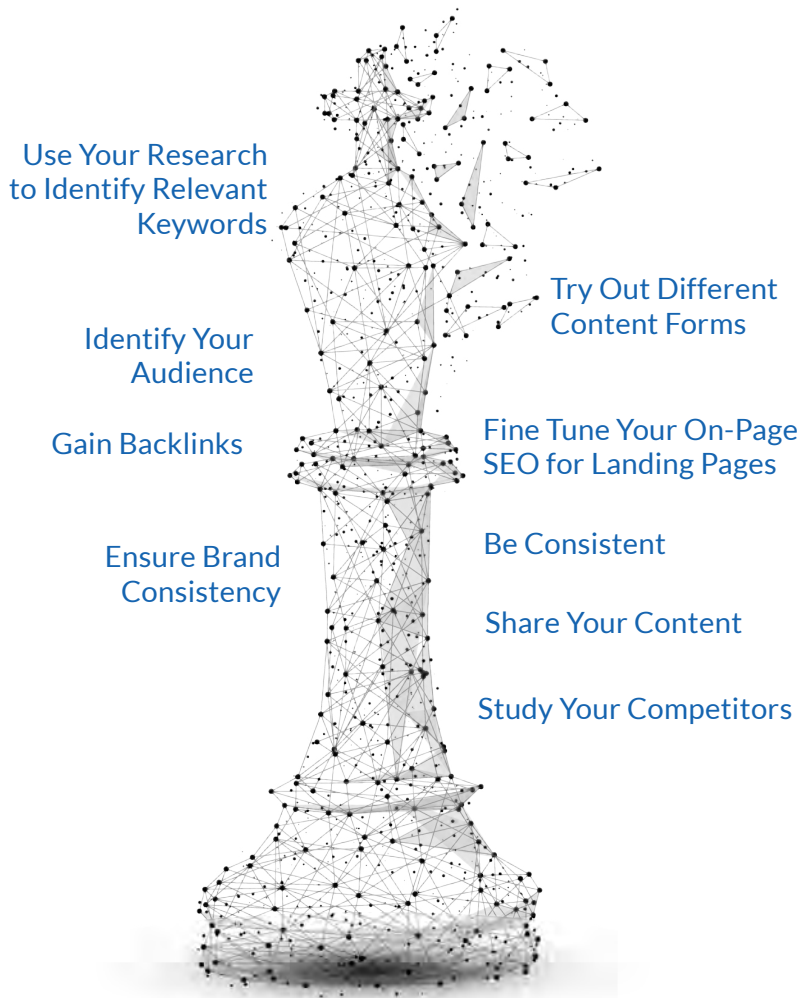 Use Your Research
to Identify Relevant
Keywords
Try Out Different
Content Forms
Identify Your
Audience
Gain Backlinks
Fine Tune Your On-Page
SEO for Landing Pages
Ensure Brand
Consistency
Be Consistent
Share Your Content
Study Your Competitors